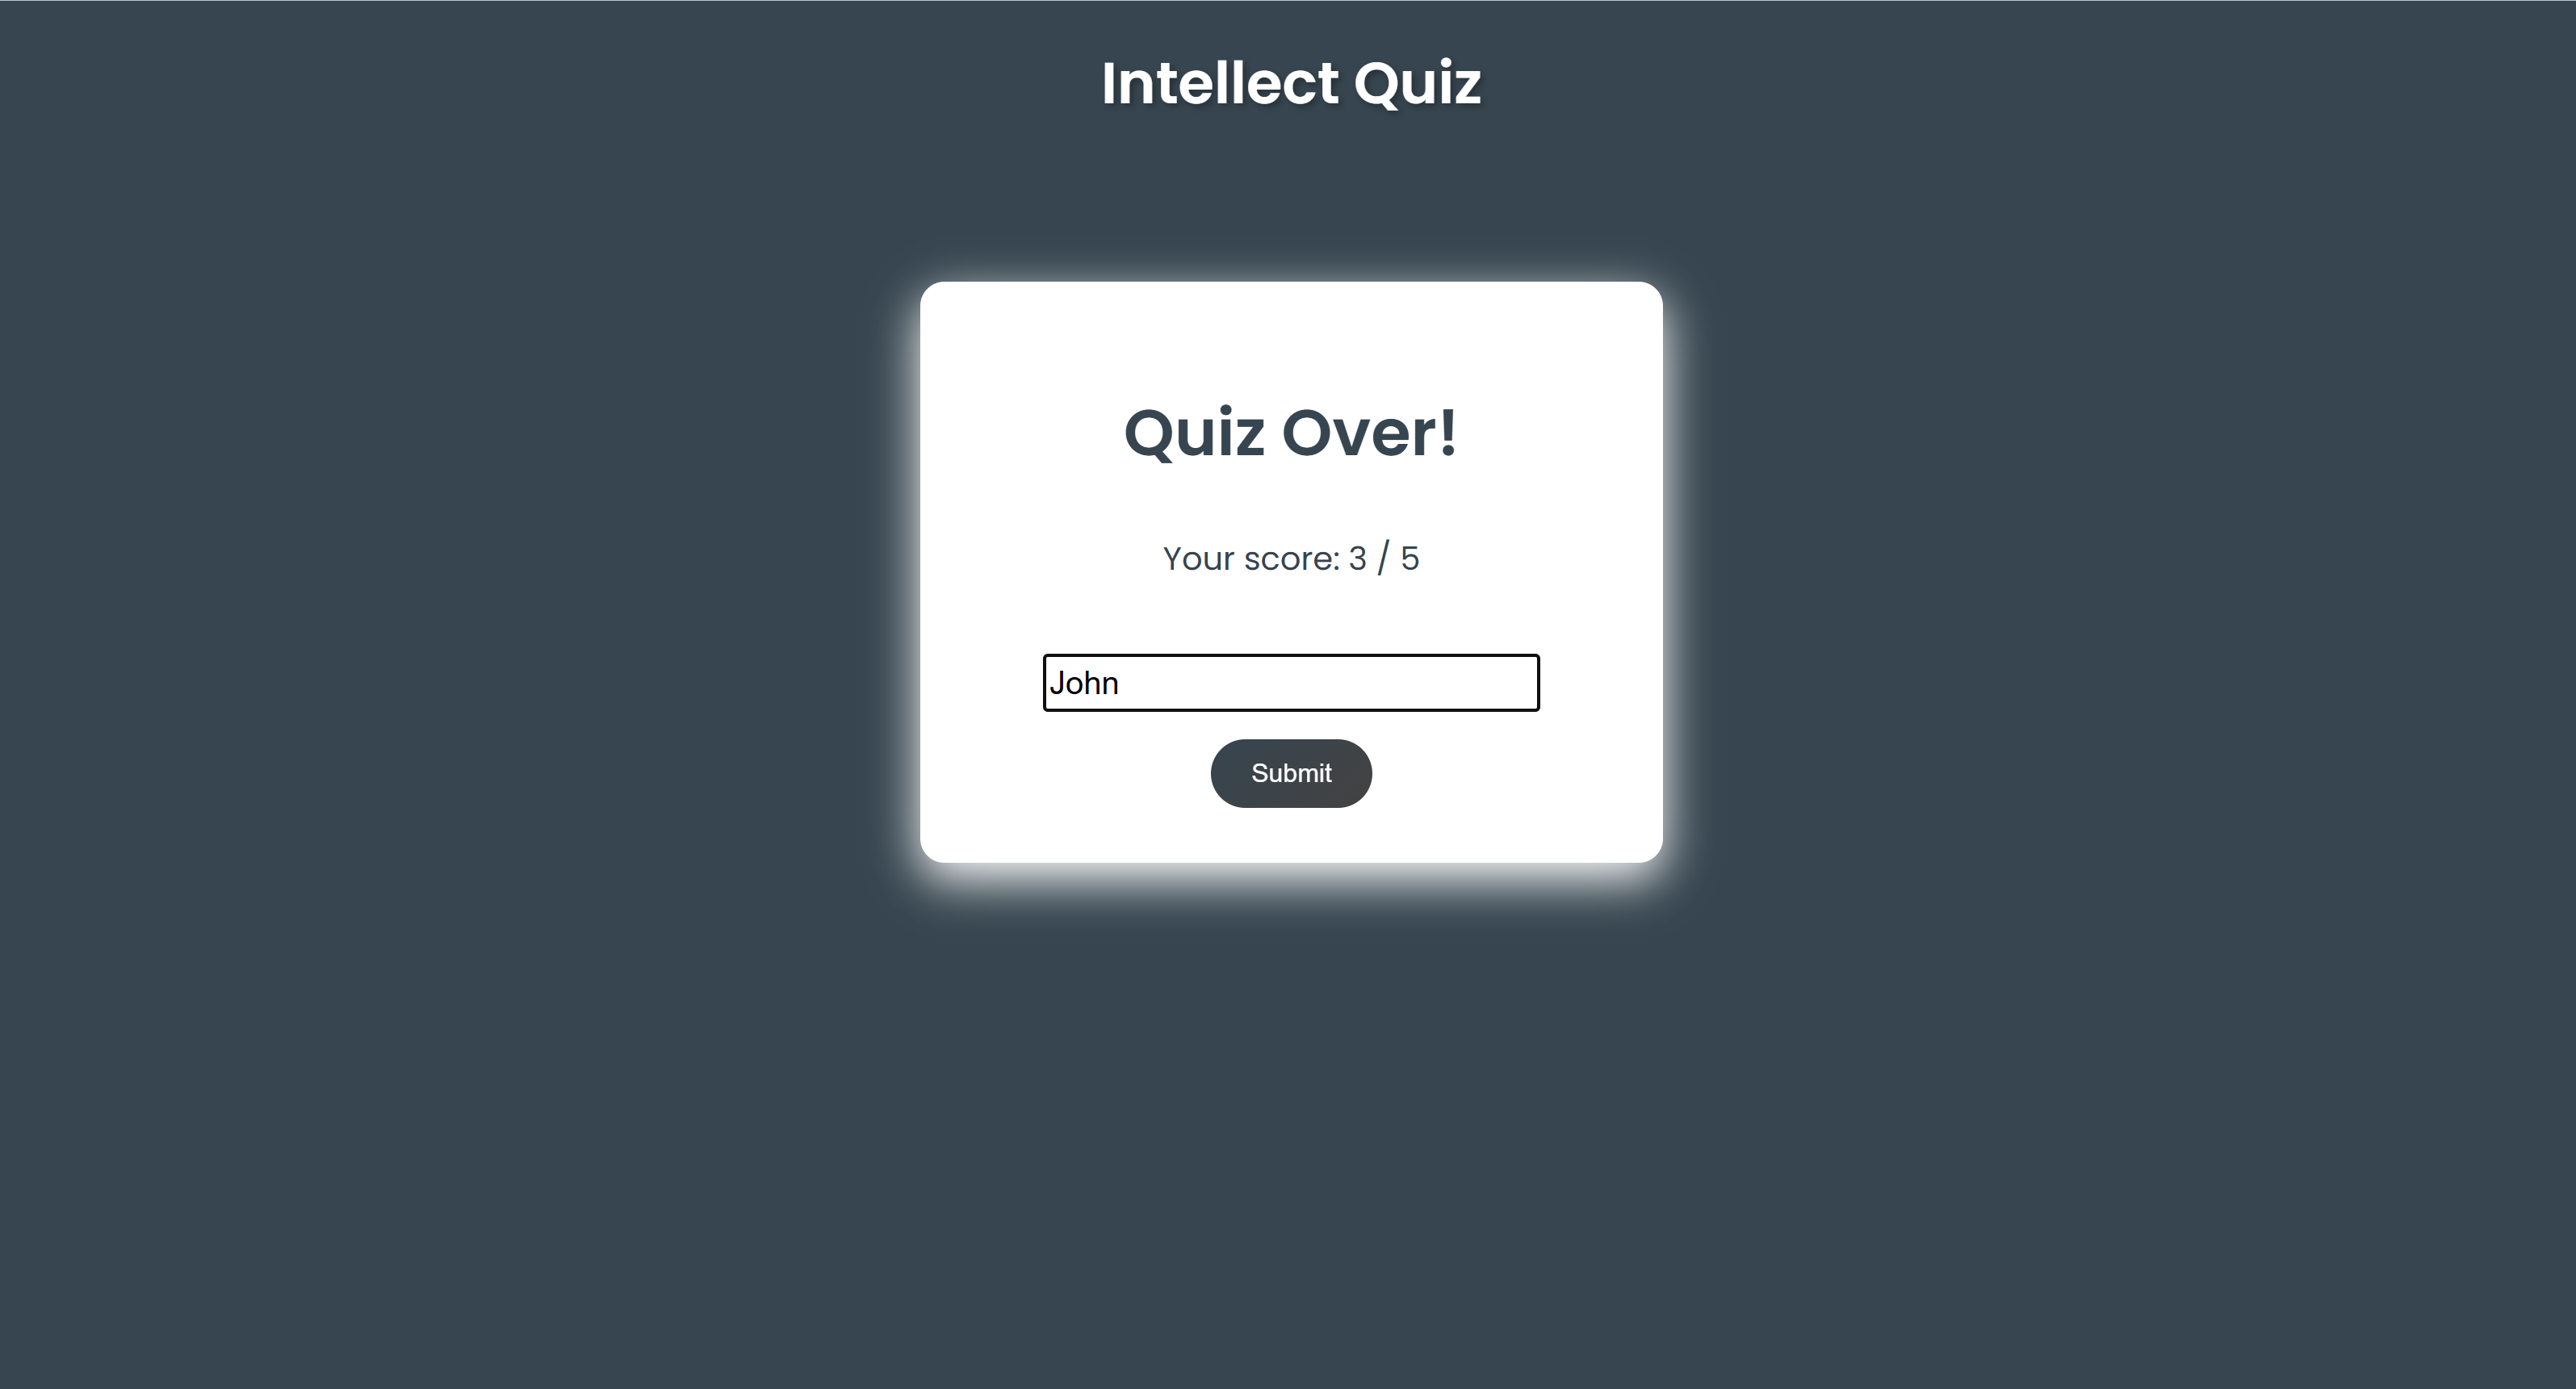 Intellect Quiz
Quiz Over!
Your score: 3 / 5
John
Submit